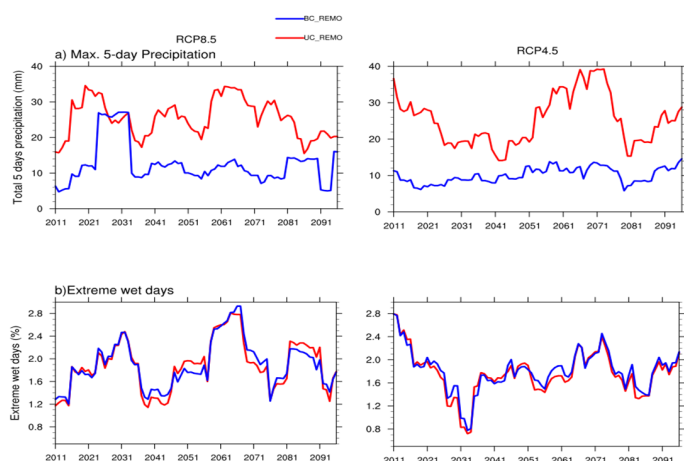 BC_REMO
RCP8.5
UC_REMO
RCP4.5
a) Max. 5-day Precipitation
Total 5 days precipitation (mm)
40
30
20
10
0
2011 2021 2031 2041 2051 2061 2071 2081 2091
40
30
20
10
0
2011 2021 2031 2041 2051 2061 2071 2081 2091
b)Extreme wet days
Extreme wet days (%)
2.8
2.4
2.0
1.6
1.2
0.8
2011 2021 2031 2041 2051 2061 2071 2081 2091
2.8
2.4
2.0
1.6
1.2
0.8
2011 2021 2031 2041 2051 2061 2071 2081 2091